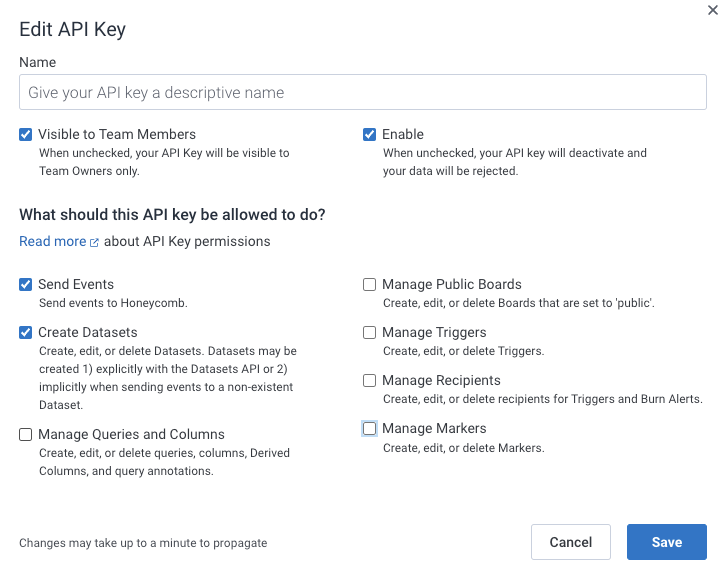 Edit API Key
Name
Give your API key a descriptive name
Visible to Team Members
When unchecked, your API Key will be visible to
Team Owners only.
Enable
When unchecked, your API key will deactivate and
your data will be rejected.
What should this API key be allowed to do?
Read more about API Key permissions
Send Events
Send events to Honeycomb.
Create Datasets
Create, edit, or delete Datasets. Datasets may be
created 1) explicitly with the Datasets API or 2)
implicitly when sending events to a non-existent
Dataset.
Manage Queries and Columns
Create, edit, or delete queries, columns, Derived
Columns, and query annotations.
Manage Public Boards
Create, edit, or delete Boards that are set to 'public'.
Manage Triggers
Create, edit, or delete Triggers.
Manage Recipients
Create, edit, or delete recipients for Triggers and Burn Alerts.
Manage Markers
Create, edit, or delete Markers.
Changes may take up to a minute to propagate
Cancel
Save